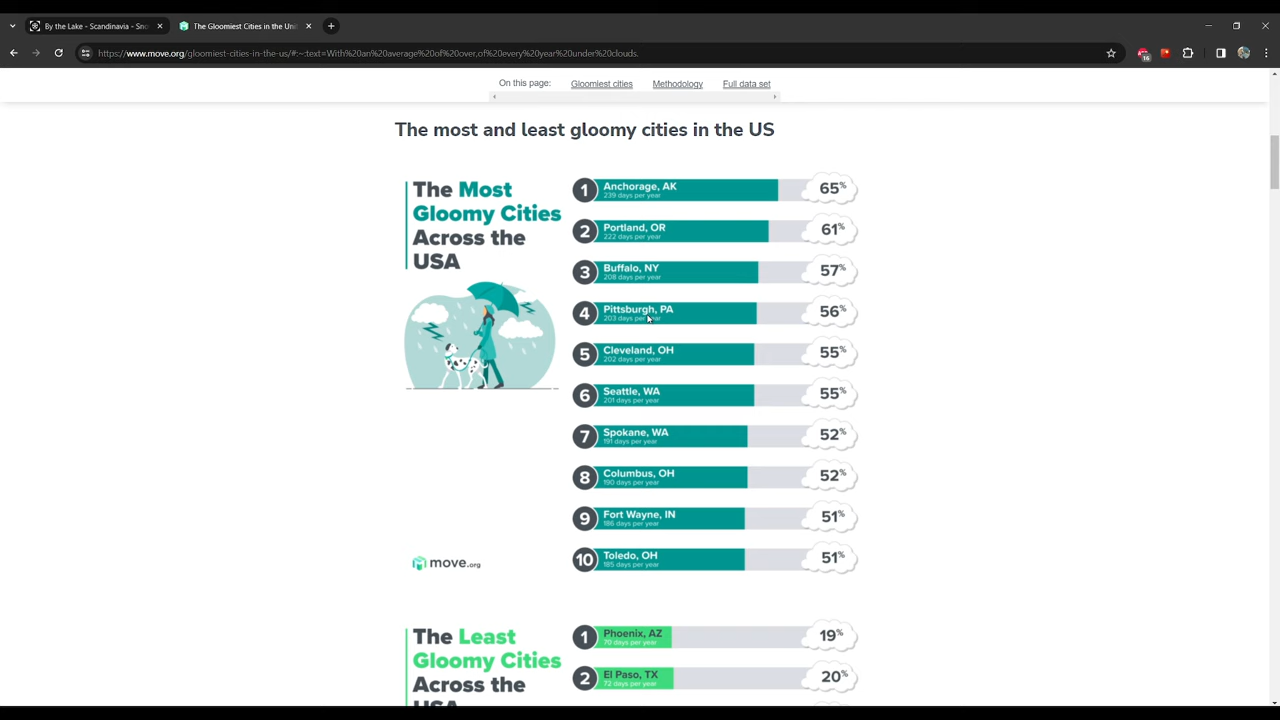 By the Lake - Scandinavia - Sno
The Gloomiest Cities in the Uni
https://www.move.org/gloomiest-cities-in-the-us/#:~:text=With%20an%20average%20of%20over,of%20every%20year%20under%20clouds.
16
On this page:
Gloomiest cities
Methodology
Full data set
The most and least gloomy cities in the US
The Most
Gloomy Cities
Across the
USA
1
Anchorage, AK
239 days per year
65%
2
Portland, OR
222 days per year
61%
3
Buffalo, NY
208 days per year
57%
4
Pittsburgh, PA
203 days per year
56%
5
Cleveland, OH
202 days per year
55%
6
Seattle, WA
201 days per year
55%
7
Spokane, WA
191 days per year
52%
8
Columbus, OH
190 days per year
52%
9
Fort Wayne, IN
186 days per year
51%
10
Toledo, OH
185 days per year
51%
move.org
The Least
Gloomy Cities
Across the
USA
1
Phoenix, AZ
70 days per year
19%
2
El Paso, TX
72 days per year
20%